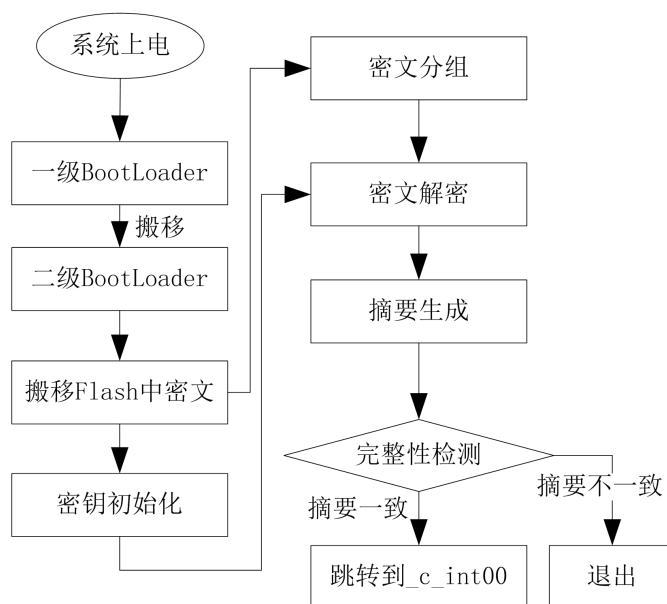 系统上电
一级BootLoader
搬移
二级BootLoader
搬移Flash中密文
密钥初始化
密文分组
密文解密
摘要生成
完整性检测
摘要一致
摘要不一致
跳转到_c_int00
退出